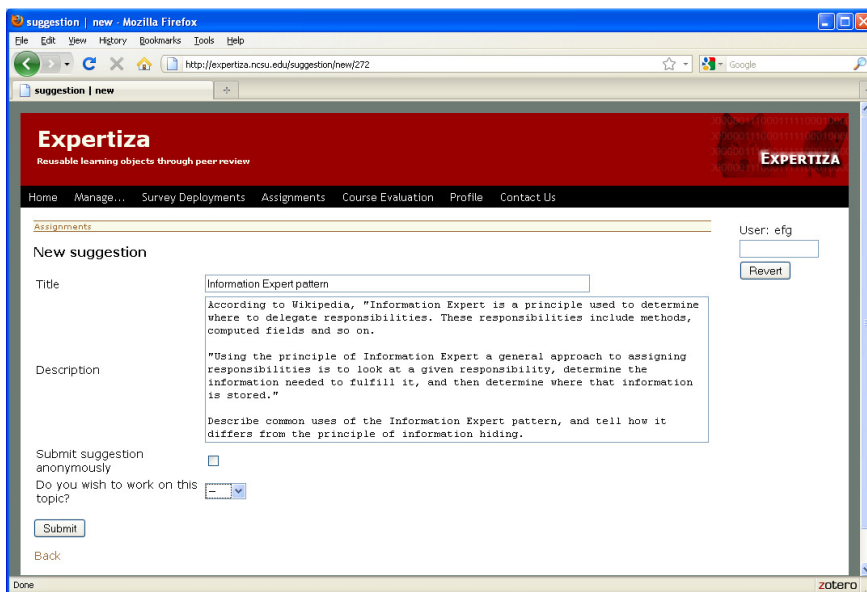 suggestion | new - Mozilla Firefox
File Edit View History Bookmarks Tools Help
http://expertiza.ncsu.edu/suggestion/new/272
Google
suggestion | new
Expertiza
Reusable learning objects through peer review
EXPERTIZA
Home Manage... Survey Deployments Assignments Course Evaluation Profile Contact Us
Assignments
User: efg
New suggestion
Revert
Title
Information Expert pattern
Description
According to Wikipedia, "Information Expert is a principle used to determine
where to delegate responsibilities. These responsibilities include methods,
computed fields and so on.
"Using the principle of Information Expert a general approach to assigning
responsibilities is to look at a given responsibility, determine the
information needed to fulfill it, and then determine where that information
is stored."
Describe common uses of the Information Expert pattern, and tell how it
differs from the principle of information hiding.
Submit suggestion
anonymously
Do you wish to work on this
topic?
--
Submit
Back
Done
zotero